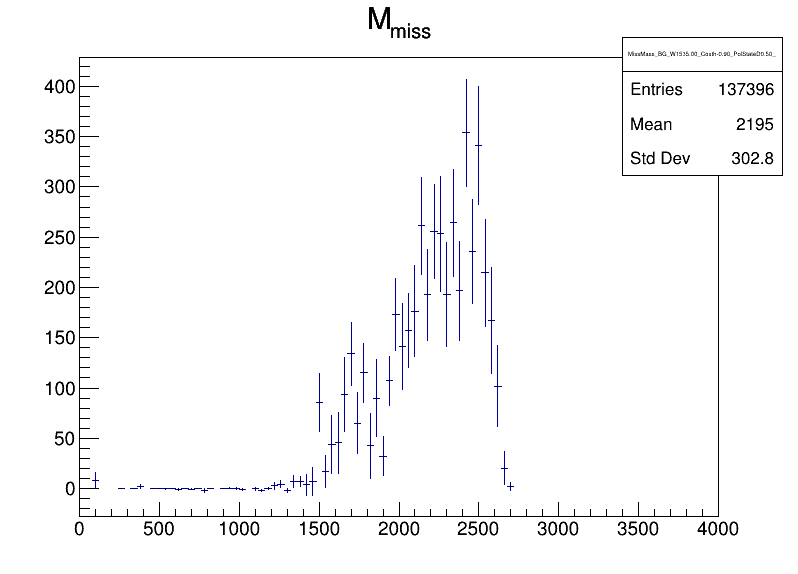 M_miss
MissMass_BG_W1535.00_Costh-0.90_PolStateD0.50_
Entries 137396
Mean 2195
Std Dev 302.8
400
350
300
250
200
150
100
50
0
0 500 1000 1500 2000 2500 3000 3500 4000